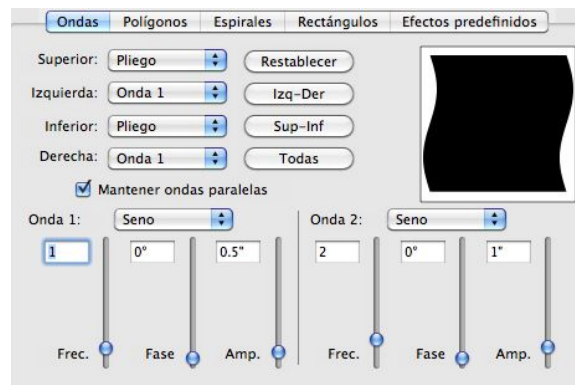 Ondas Polígonos Espirales Rectángulos Efectos predefinidos
Superior: Pliego Restablecer
Izquierda: Onda 1 Izq-Der
Inferior: Pliego Sup-Inf
Derecha: Onda 1 Todas
Mantener ondas paralelas
Onda 1: Seno Onda 2: Seno
1 0° 0.5" 2 0° 1"
Frec. Fase Amp. Frec. Fase Amp.